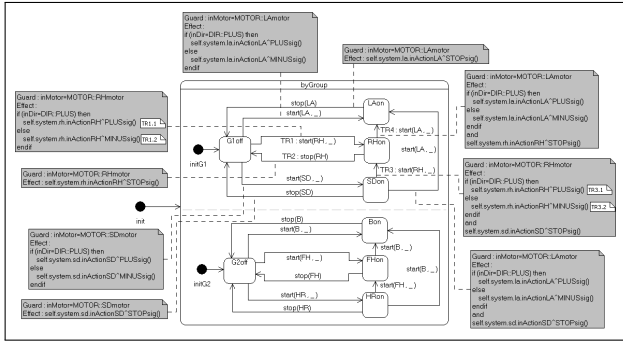 Guard : inMotor=MOTOR::LAmotor
Effect :
if (inDir=DIR::PLUS) then
self.system.la.inActionLA^PLUSsig()
else
self.system.la.inActionLA^MINUSsig()
endif
Guard : inMotor=MOTOR::LAmotor
Effect : self.system.la.inActionLA^STOPsig()
Guard : inMotor=MOTOR::RHmotor
Effect :
if (inDir=DIR::PLUS) then
self.system.rh.inActionRH^PLUSsig() TR1.1
else
self.system.rh.inActionRH^MINUSsig() TR1.2
endif
Guard : inMotor=MOTOR::RHmotor
Effect : self.system.rh.inActionRH^STOPsig()
init
Guard : inMotor=MOTOR::SDmotor
Effect :
if (inDir=DIR::PLUS) then
self.system.sd.inActionSD^PLUSsig()
else
self.system.sd.inActionSD^MINUSsig()
endif
Guard : inMotor=MOTOR::SDmotor
Effect : self.system.sd.inActionSD^STOPsig()
byGroup
stop(LA)
start(LA, _)
LAon
TR4 : start(LA, _)
initG1
G1off
TR1 : start(RH, _)
TR2 : stop(RH)
RHon
start(LA, _)
TR3 : start(RH, _)
start(SD, _)
stop(SD)
SDon
stop(B)
start(B, _)
Bon
start(B, _)
initG2
G2off
start(FH, _)
stop(FH)
FHon
start(B, _)
start(FH, _)
start(HR, _)
stop(HR)
HRon
Guard : inMotor=MOTOR::LAmotor
Effect :
if (inDir=DIR::PLUS) then
self.system.la.inActionLA^PLUSsig()
else
self.system.la.inActionLA^MINUSsig()
endif
and
self.system.rh.inActionRH^STOPsig()
Guard : inMotor=MOTOR::RHmotor
Effect :
if (inDir=DIR::PLUS) then
self.system.rh.inActionRH^PLUSsig() TR3.1
else
self.system.rh.inActionRH^MINUSsig() TR3.2
endif
and
self.system.sd.inActionSD^STOPsig()
Guard : inMotor=MOTOR::LAmotor
Effect :
if (inDir=DIR::PLUS) then
self.system.la.inActionLA^PLUSsig()
else
self.system.la.inActionLA^MINUSsig()
endif
and
self.system.sd.inActionSD^STOPsig()